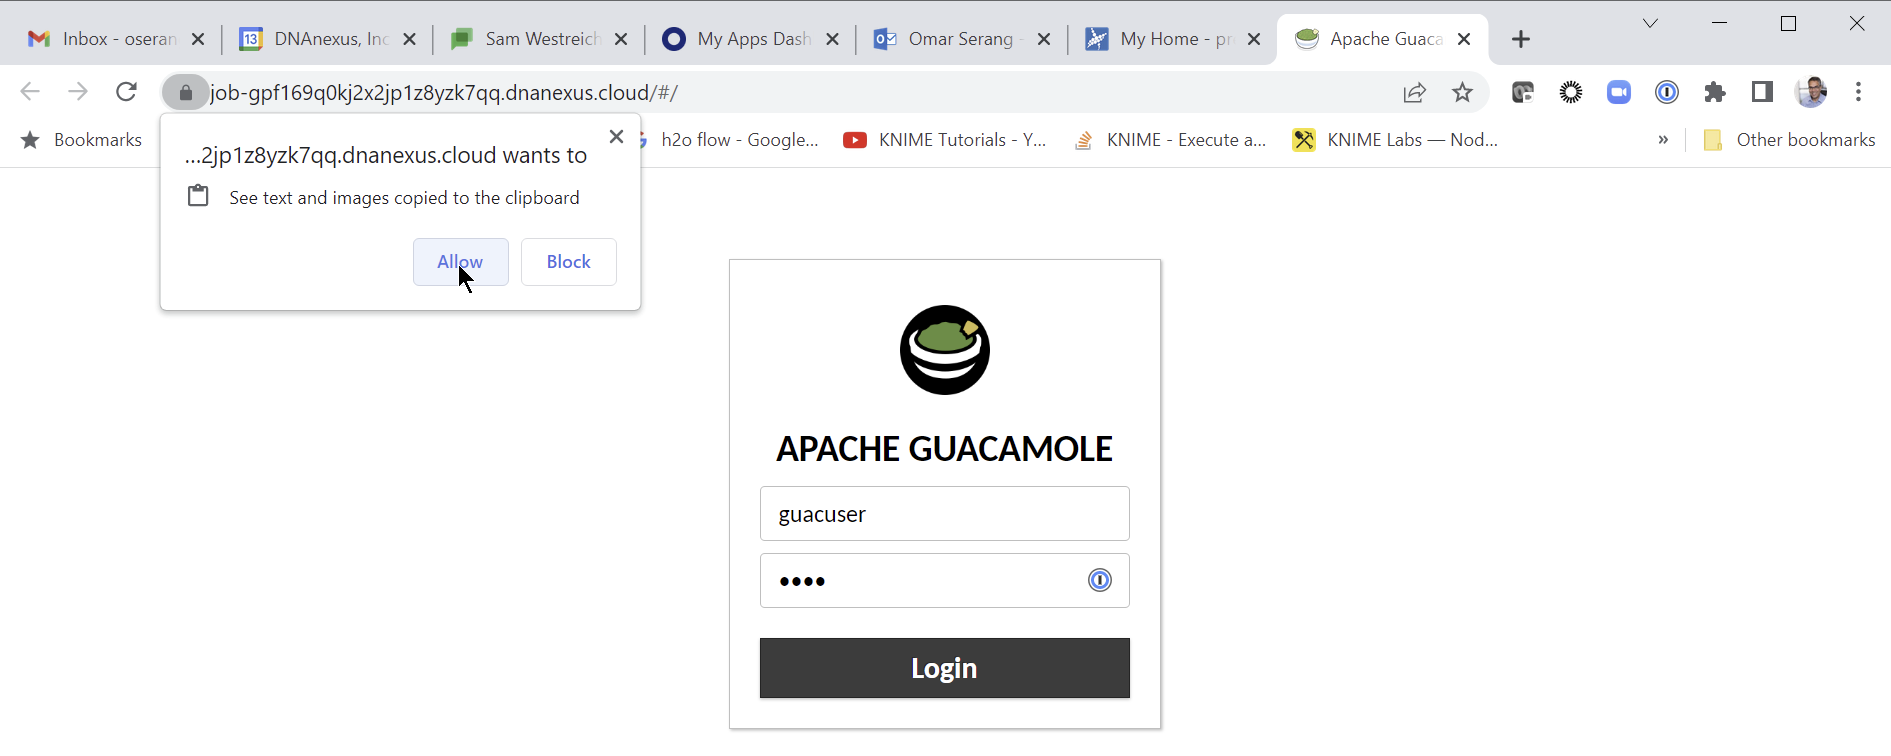 Inbox - oseran
13
DNAnexus, Inc
Sam Westreich
My Apps Dash
Omar Serang -
My Home - pr
Apache Guaca
job-gpf169q0kj2x2jp1z8yzk7qq.dnanexus.cloud/#/
Bookmarks
h2o flow - Google...
KNIME Tutorials - Y...
KNIME - Execute a...
KNIME Labs — Nod...
»
Other bookmarks
...2jp1z8yzk7qq.dnanexus.cloud wants to
See text and images copied to the clipboard
Allow
Block
APACHE GUACAMOLE
guacuser
••••
Login